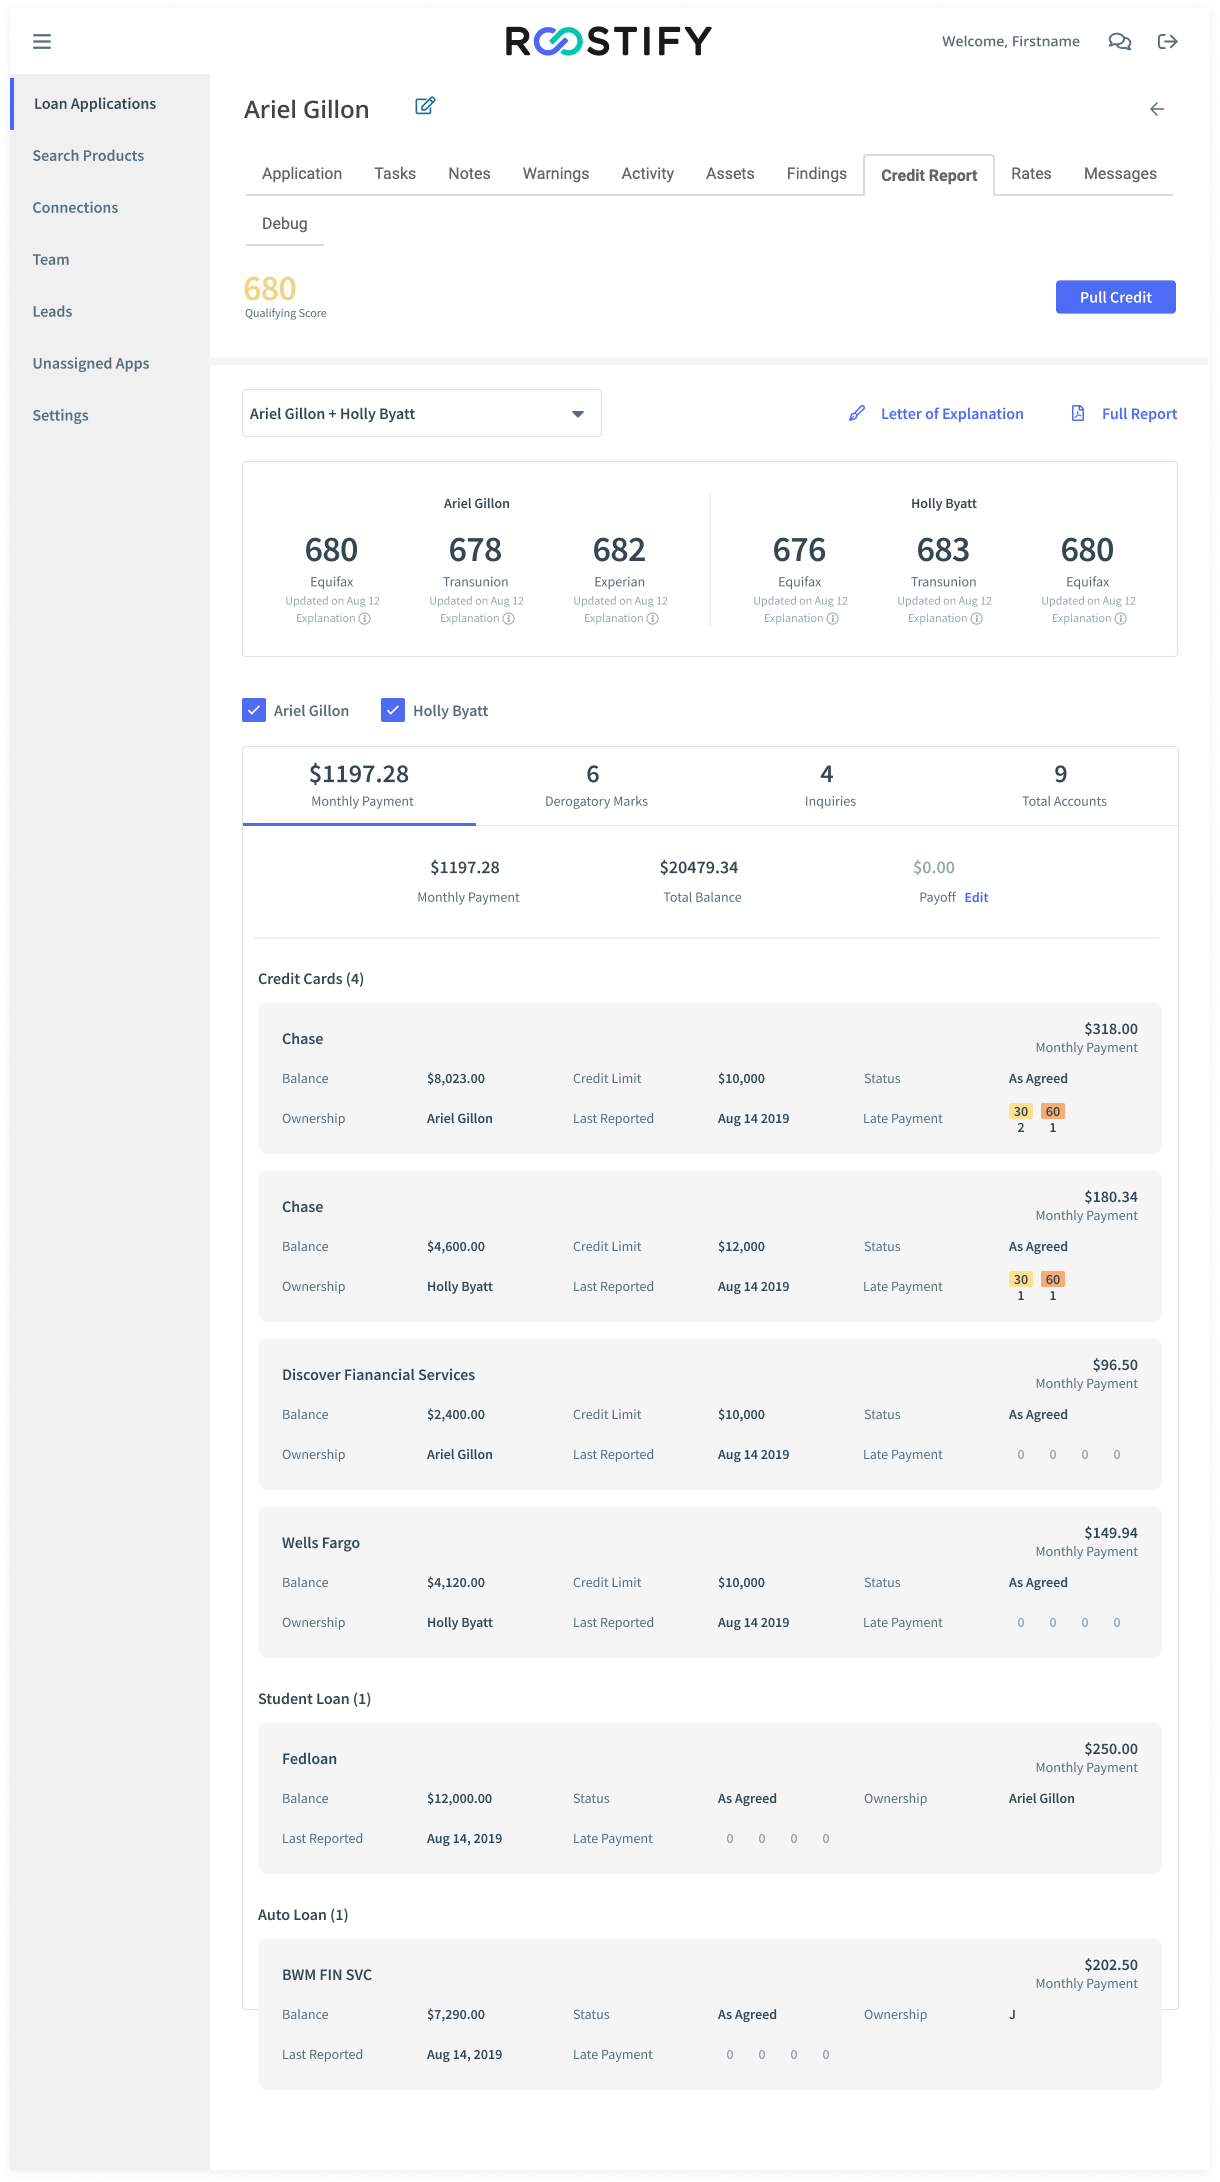 ROOSTIFY
Welcome, Firstname
Loan Applications
Search Products
Connections
Team
Leads
Unassigned Apps
Settings
Ariel Gillon
Application Tasks Notes Warnings Activity Assets Findings Credit Report Rates Messages
Debug
680
Qualifying Score
Pull Credit
Ariel Gillon + Holly Byatt
Letter of Explanation
Full Report
Ariel Gillon
680 678 682
Equifax Transunion Experian
Updated on Aug 12 Updated on Aug 12 Updated on Aug 12
Explanation Explanation Explanation
Holly Byatt
676 683 680
Equifax Transunion Equifax
Updated on Aug 12 Updated on Aug 12 Updated on Aug 12
Explanation Explanation Explanation
Ariel Gillon Holly Byatt
$1197.28 6 4 9
Monthly Payment Derogatory Marks Inquiries Total Accounts
$1197.28 $20479.34 $0.00
Monthly Payment Total Balance Payoff Edit
Credit Cards (4)
Chase
$318.00
Monthly Payment
Balance $8,023.00 Credit Limit $10,000 Status As Agreed
Ownership Ariel Gillon Last Reported Aug 14 2019 Late Payment 30 60
2 1
Chase
$180.34
Monthly Payment
Balance $4,600.00 Credit Limit $12,000 Status As Agreed
Ownership Holly Byatt Last Reported Aug 14 2019 Late Payment 30 60
1 1
Discover Fianancial Services
$96.50
Monthly Payment
Balance $2,400.00 Credit Limit $10,000 Status As Agreed
Ownership Ariel Gillon Last Reported Aug 14 2019 Late Payment 0 0 0 0
Wells Fargo
$149.94
Monthly Payment
Balance $4,120.00 Credit Limit $10,000 Status As Agreed
Ownership Holly Byatt Last Reported Aug 14 2019 Late Payment 0 0 0 0
Student Loan (1)
Fedloan
$250.00
Monthly Payment
Balance $12,000.00 Status As Agreed Ownership Ariel Gillon
Last Reported Aug 14, 2019 Late Payment 0 0 0 0
Auto Loan (1)
BWM FIN SVC
$202.50
Monthly Payment
Balance $7,290.00 Status As Agreed Ownership J
Last Reported Aug 14, 2019 Late Payment 0 0 0 0